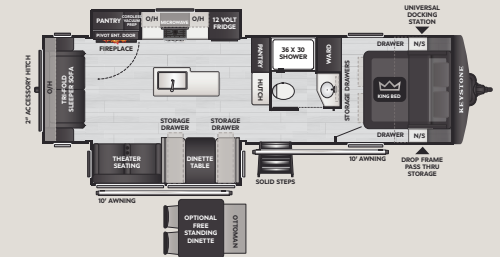 UNIVERSAL
DOCKING
STATION
PANTRY
CORDLESS
VACUUM
PREP
O/H
MICROWAVE
O/H
12 VOLT
FRIDGE
PIVOT ENT. DOOR
FIREPLACE
2" ACCESSORY HITCH
O/H
TRI-FOLD
SLEEPER SOFA
PANTRY
36 X 30
SHOWER
WARD
HUTCH
STORAGE DRAWERS
DRAWER
N/S
KING BED
KEYSTONE
DRAWER
N/S
STORAGE
DRAWER
STORAGE
DRAWER
THEATER
SEATING
DINETTE
TABLE
10' AWNING
SOLID STEPS
10' AWNING
DROP FRAME
PASS THRU
STORAGE
OPTIONAL
FREE
STANDING
DINETTE
OTTOMAN